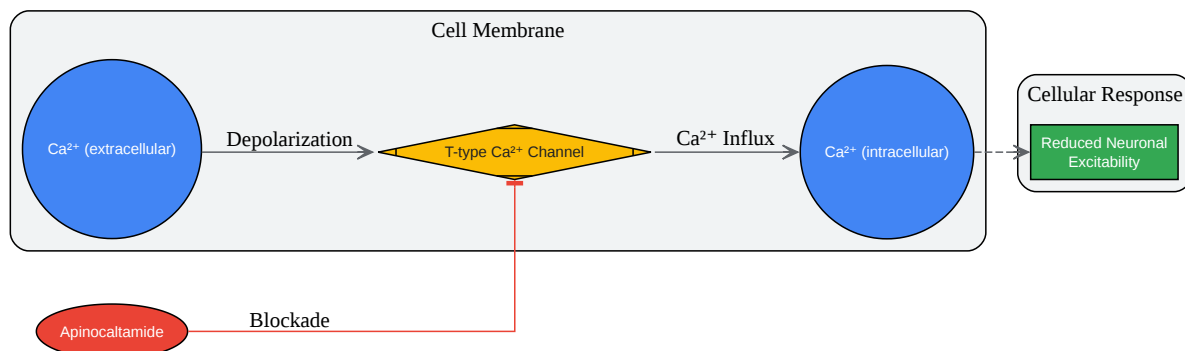 Cell Membrane
Ca²⁺ (extracellular)
Depolarization
T-type Ca²⁺ Channel
Ca²⁺ Influx
Ca²⁺ (intracellular)
Cellular Response
Reduced Neuronal
Excitability
Apinocaltamide
Blockade